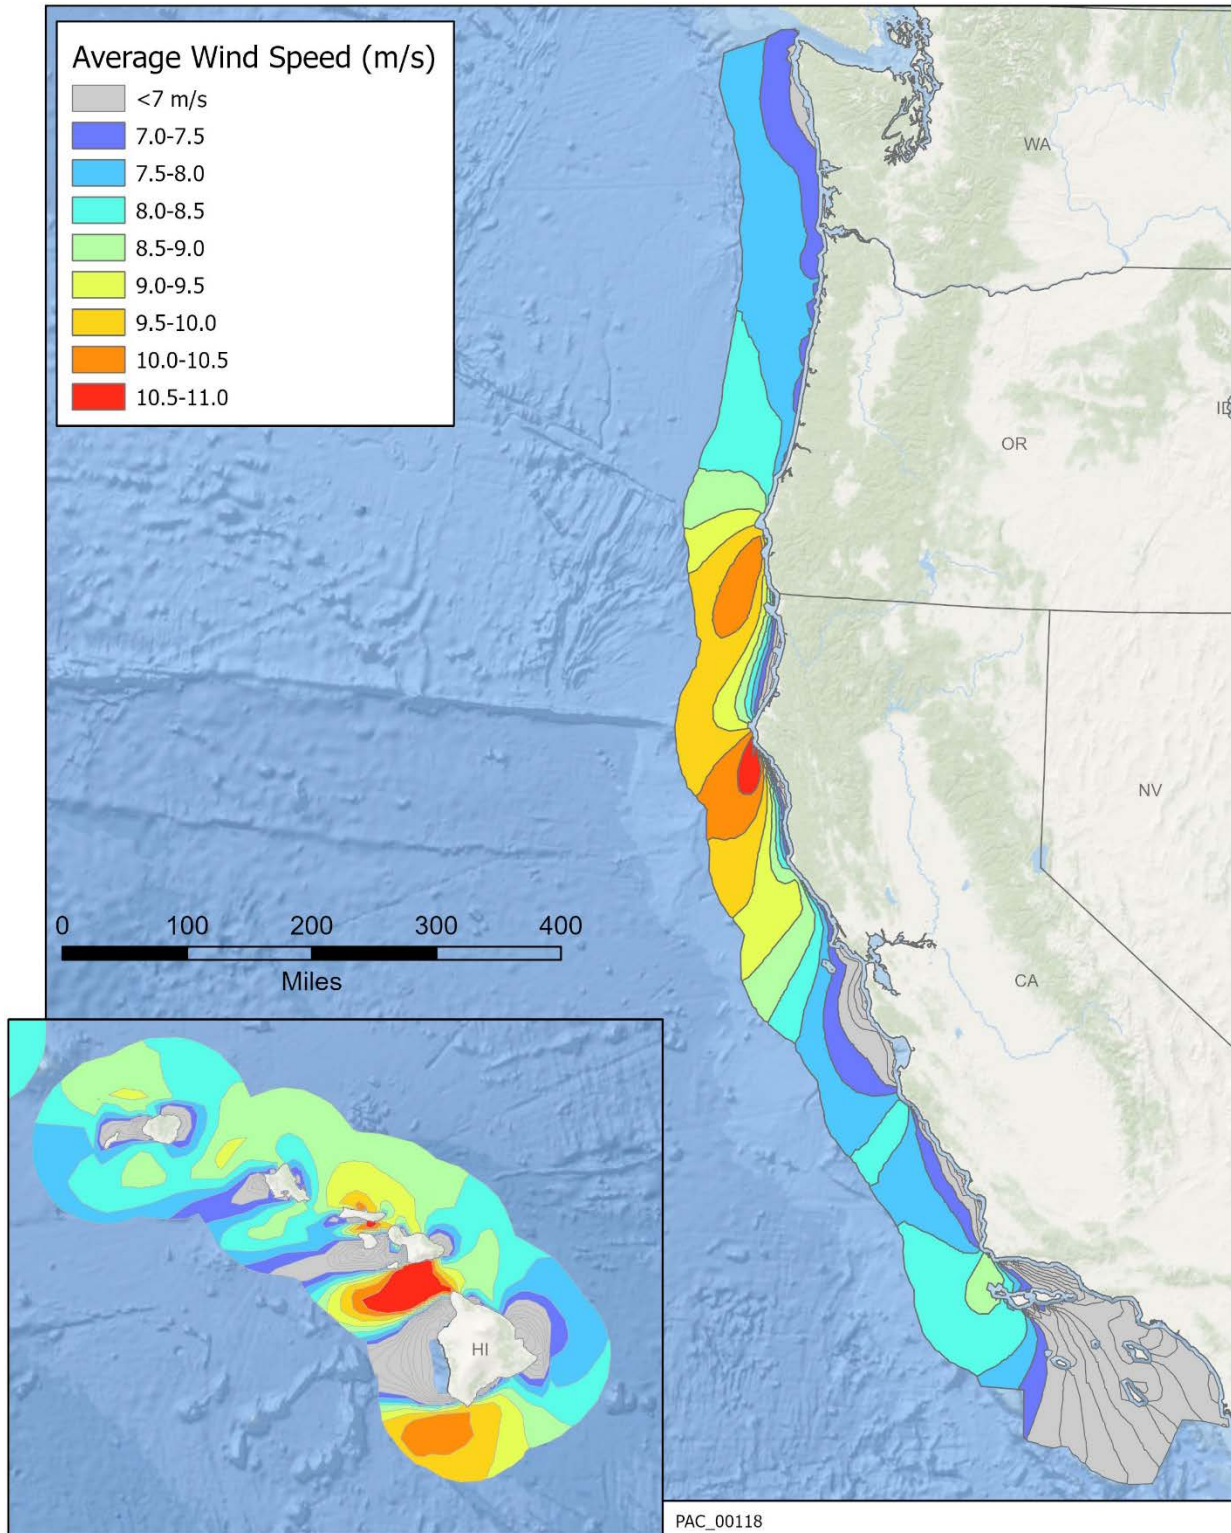 Average Wind Speed (m/s)
<7 m/s
7.0-7.5
7.5-8.0
8.0-8.5
8.5-9.0
9.0-9.5
9.5-10.0
10.0-10.5
10.5-11.0
WA
OR
NV
CA
0 100 200 300 400
Miles
HI
PAC_00118